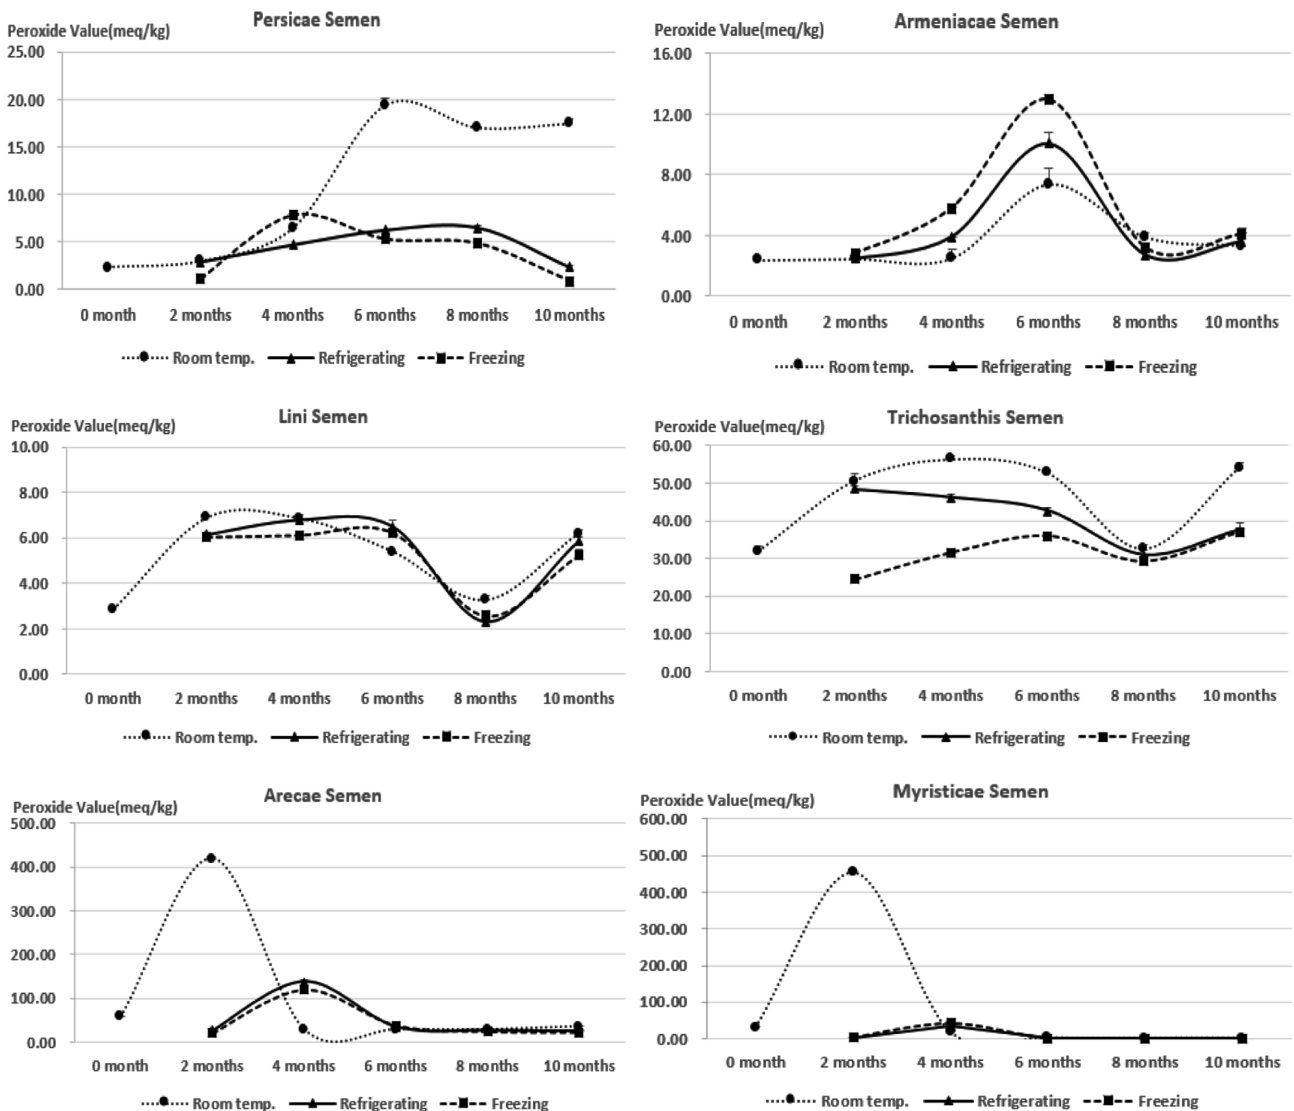 Persicae Semen
Peroxide Value(meq/kg)
25.00
20.00
15.00
10.00
5.00
0.00
0 month 2 months 4 months 6 months 8 months 10 months
Room temp. Refrigerating Freezing
Armeniacae Semen
Peroxide Value(meq/kg)
16.00
12.00
8.00
4.00
0.00
0 month 2 months 4 months 6 months 8 months 10 months
Room temp. Refrigerating Freezing
Lini Semen
Peroxide Value(meq/kg)
10.00
8.00
6.00
4.00
2.00
0.00
0 month 2 months 4 months 6 months 8 months 10 months
Room temp. Refrigerating Freezing
Trichosanthis Semen
Peroxide Value(meq/kg)
60.00
50.00
40.00
30.00
20.00
10.00
0.00
0 month 2 months 4 months 6 months 8 months 10 months
Room temp. Refrigerating Freezing
Arecae Semen
Peroxide Value(meq/kg)
500.00
400.00
300.00
200.00
100.00
0.00
0 month 2 months 4 months 6 months 8 months 10 months
Room temp. Refrigerating Freezing
Myristicae Semen
Peroxide Value(meq/kg)
600.00
500.00
400.00
300.00
200.00
100.00
0.00
0 month 2 months 4 months 6 months 8 months 10 months
Room temp. Refrigerating Freezing